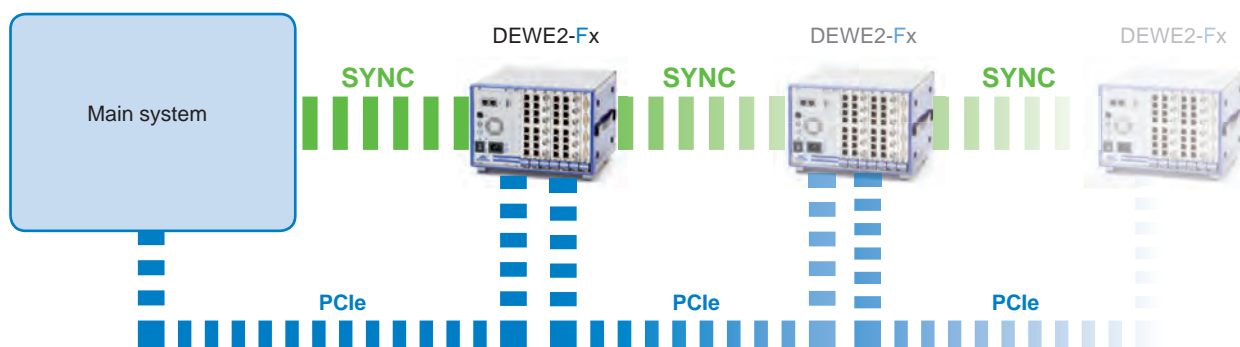 DEWE2-Fx
DEWE2-Fx
DEWE2-Fx
SYNC
SYNC
SYNC
Main system
PCIe
PCIe
PCIe